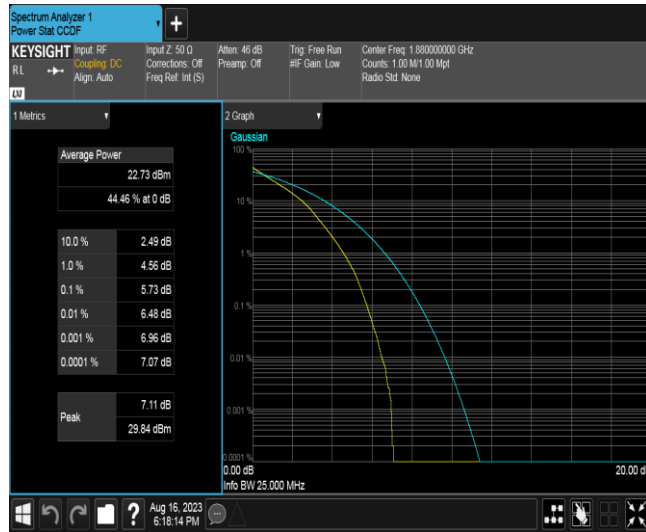 Spectrum Analyzer 1
Power Stat CCDF
+
KEYSIGHT
RL
LXI
Input: RF
Coupling: DC
Align: Auto
Input Z: 50 Ω
Corrections: Off
Freq Ref: Int (S)
Atten: 46 dB
Preamp: Off
Trig: Free Run
#IF Gain: Low
Center Freq: 1.880000000 GHz
Counts: 1.00 M/1.00 Mpt
Radio Std: None
1 Metrics
Average Power
22.73 dBm
44.46 % at 0 dB
10.0 % 2.49 dB
1.0 % 4.56 dB
0.1 % 5.73 dB
0.01 % 6.48 dB
0.001 % 6.96 dB
0.0001 % 7.07 dB
Peak
7.11 dB
29.84 dBm
2 Graph
Gaussian
100 %
10 %
1 %
0.1 %
0.01 %
0.001 %
0.0001 %
0.00 dB
20.00 d
Info BW 25.000 MHz
?
Aug 16, 2023
6:18:14 PM